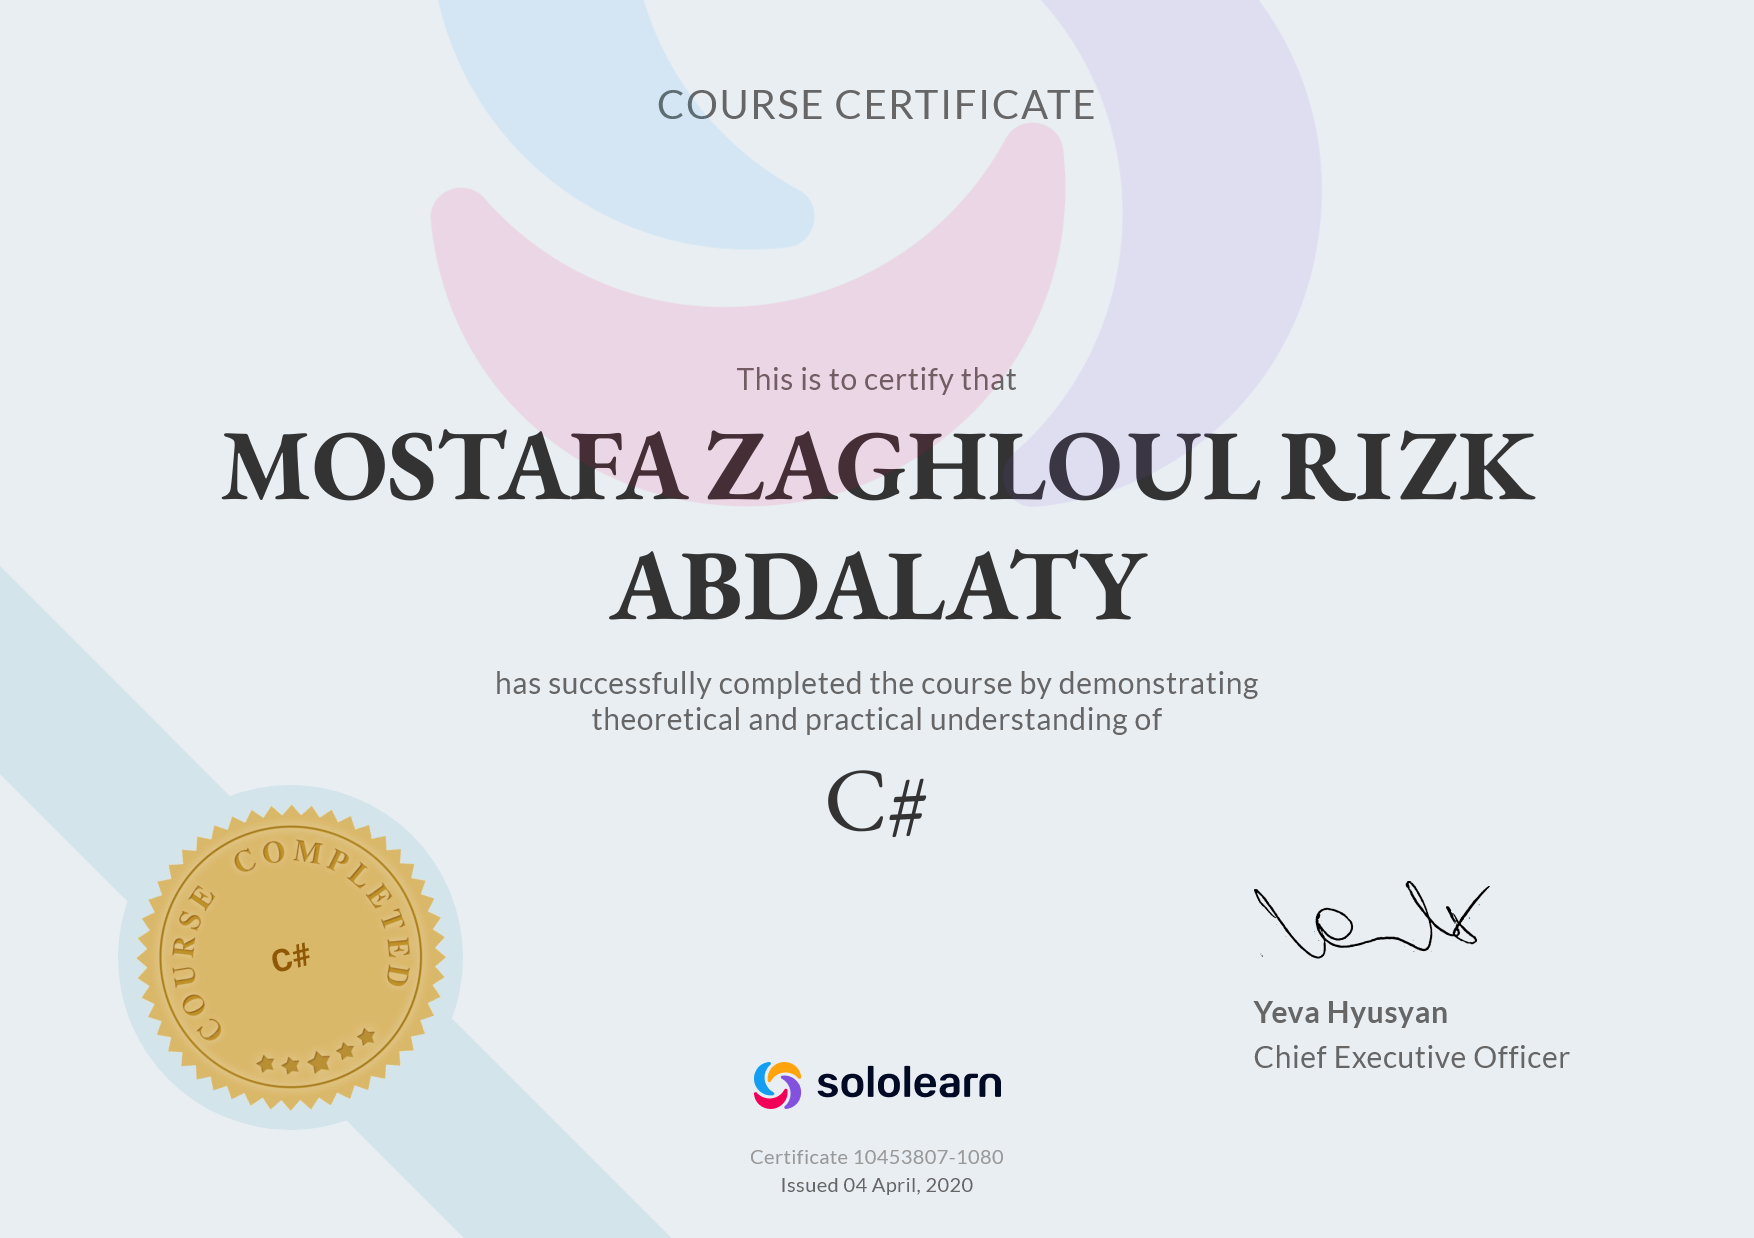 COURSE CERTIFICATE
This is to certify that
MOSTAFA ZAGHLOUL RIZK
ABDALATY
has successfully completed the course by demonstrating
theoretical and practical understanding of
C#
COURSE COMPLETED
C#
Yeva Hyusyan
Chief Executive Officer
sololearn
Certificate 10453807-1080
Issued 04 April, 2020